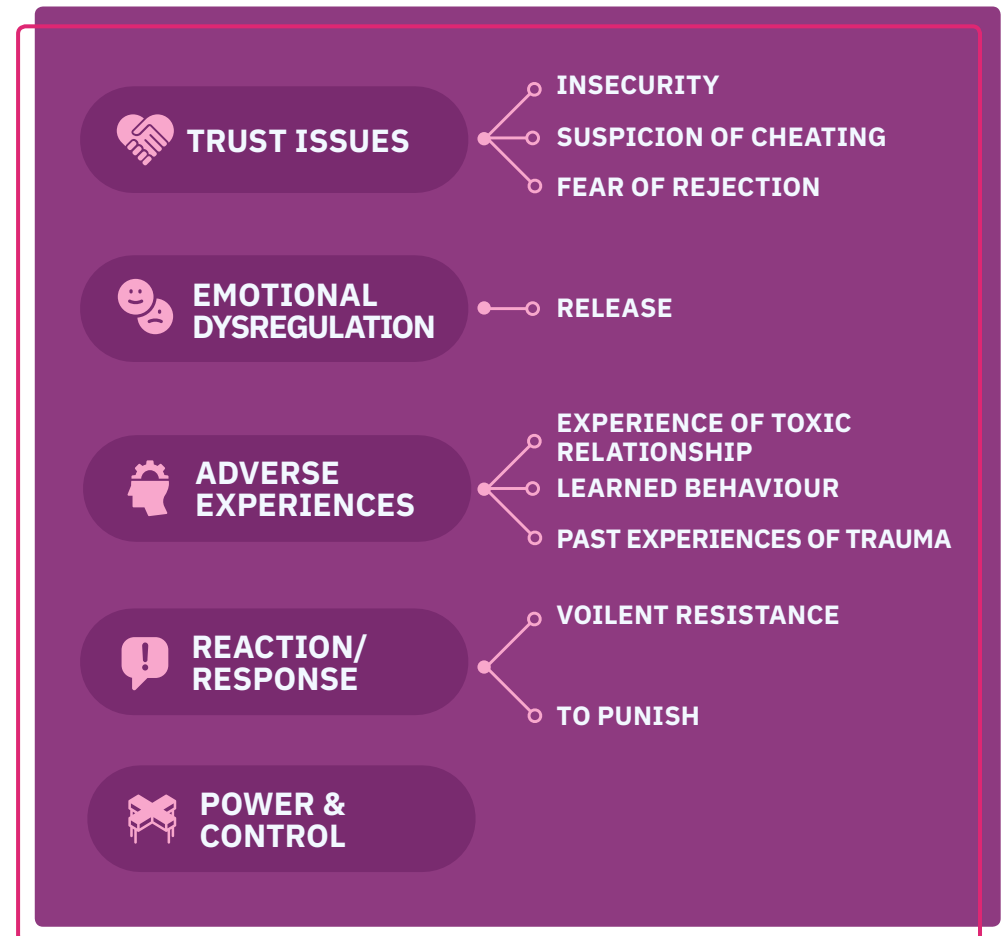 TRUST ISSUES
INSECURITY
SUSPICION OF CHEATING
FEAR OF REJECTION
EMOTIONAL
DYSREGULATION
RELEASE
ADVERSE
EXPERIENCES
EXPERIENCE OF TOXIC
RELATIONSHIP
LEARNED BEHAVIOUR
PAST EXPERIENCES OF TRAUMA
REACTION/
RESPONSE
VOILENT RESISTANCE
TO PUNISH
POWER &
CONTROL